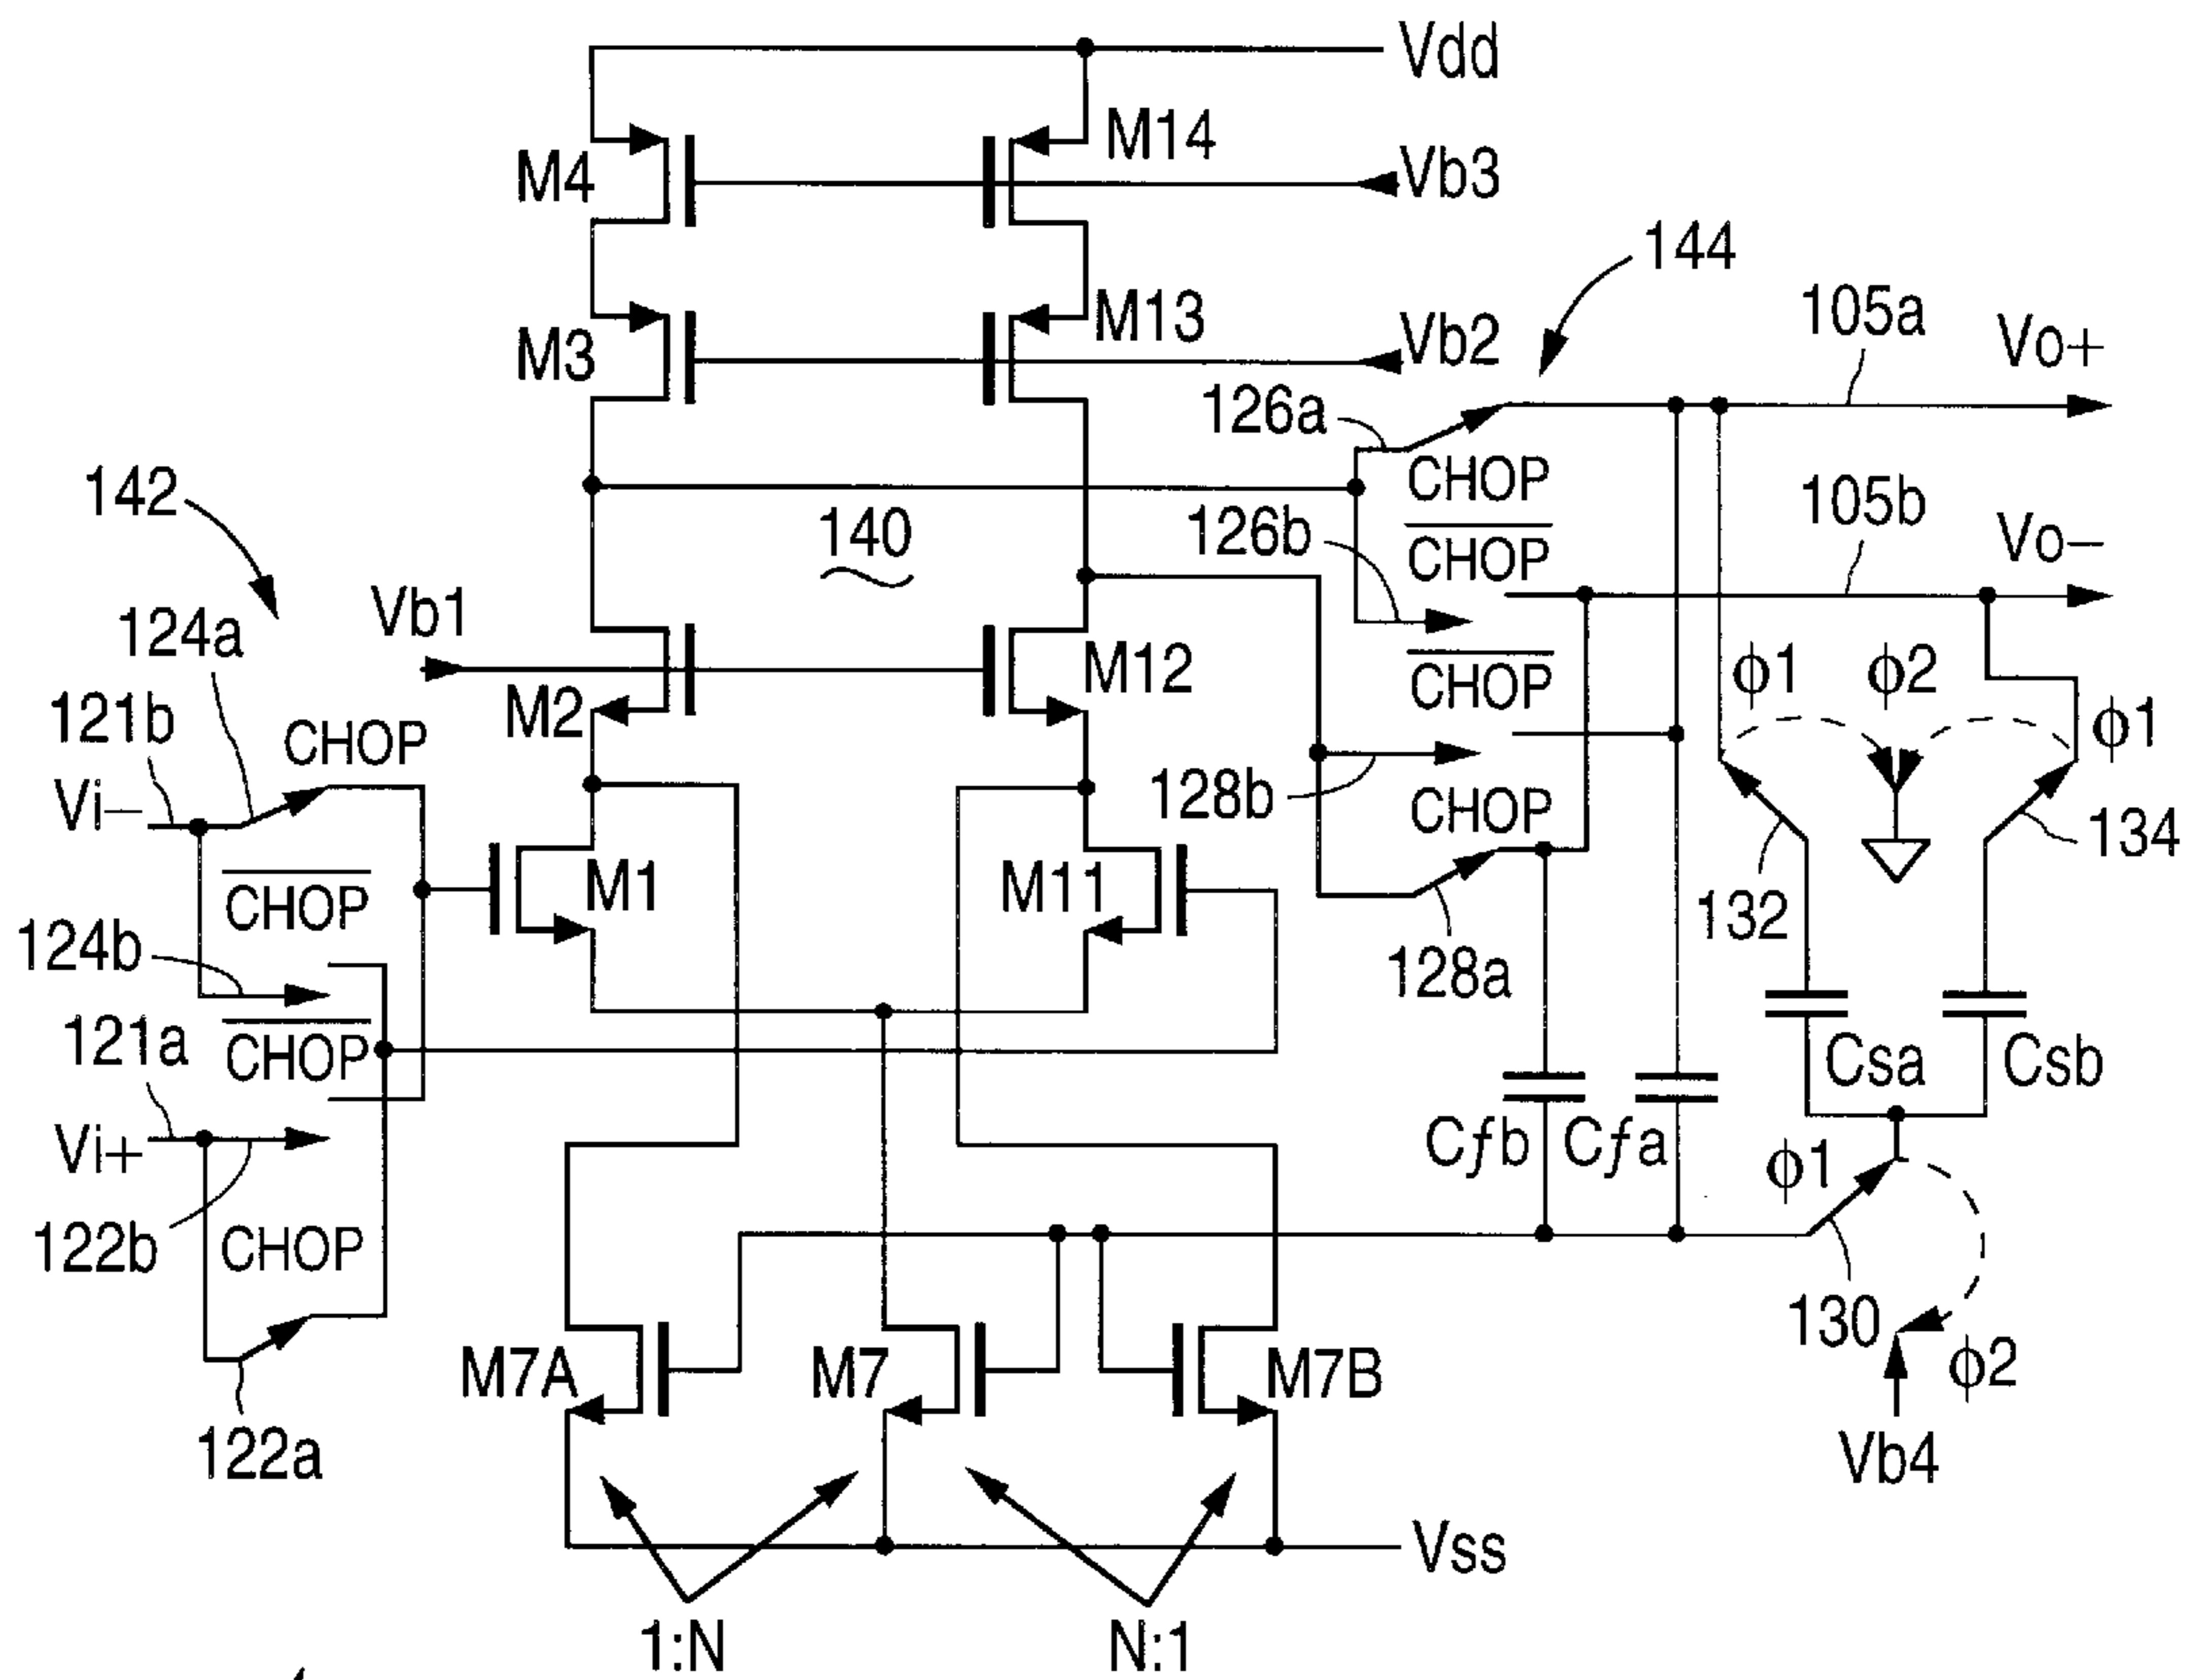 Vdd
M4
M14
Vb3
M3
M13
Vb2
144
105a
Vo+
126a
CHOP
142
140
126b
CHOP
105b
Vo−
124a
Vb1
M2
M12
CHOP
ϕ1
ϕ2
ϕ1
121b
CHOP
Vi−
128b
CHOP
134
CHOP
M1
M11
132
124b
128a
121a
CHOP
Csa
Csb
Vi+
Cfb
Cfa
ϕ1
122b
CHOP
130
ϕ2
M7A
M7
M7B
122a
Vb4
Vss
1:N
N:1